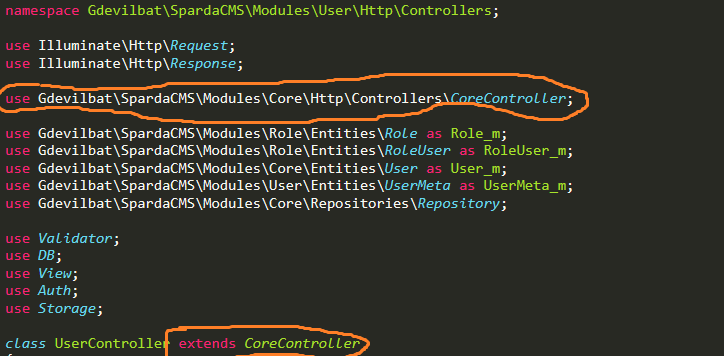 namespace Gdevilbat\SpardaCMS\Modules\User\Http\Controllers;
use Illuminate\Http\Request;
use Illuminate\Http\Response;
use Gdevilbat\SpardaCMS\Modules\Core\Http\Controllers\CoreController;
use Gdevilbat\SpardaCMS\Modules\Role\Entities\Role as Role_m;
use Gdevilbat\SpardaCMS\Modules\Role\Entities\RoleUser as RoleUser_m;
use Gdevilbat\SpardaCMS\Modules\Core\Entities\User as User_m;
use Gdevilbat\SpardaCMS\Modules\User\Entities\UserMeta as UserMeta_m;
use Gdevilbat\SpardaCMS\Modules\Core\Repositories\Repository;
use Validator;
use DB;
use View;
use Auth;
use Storage;
class UserController extends CoreController